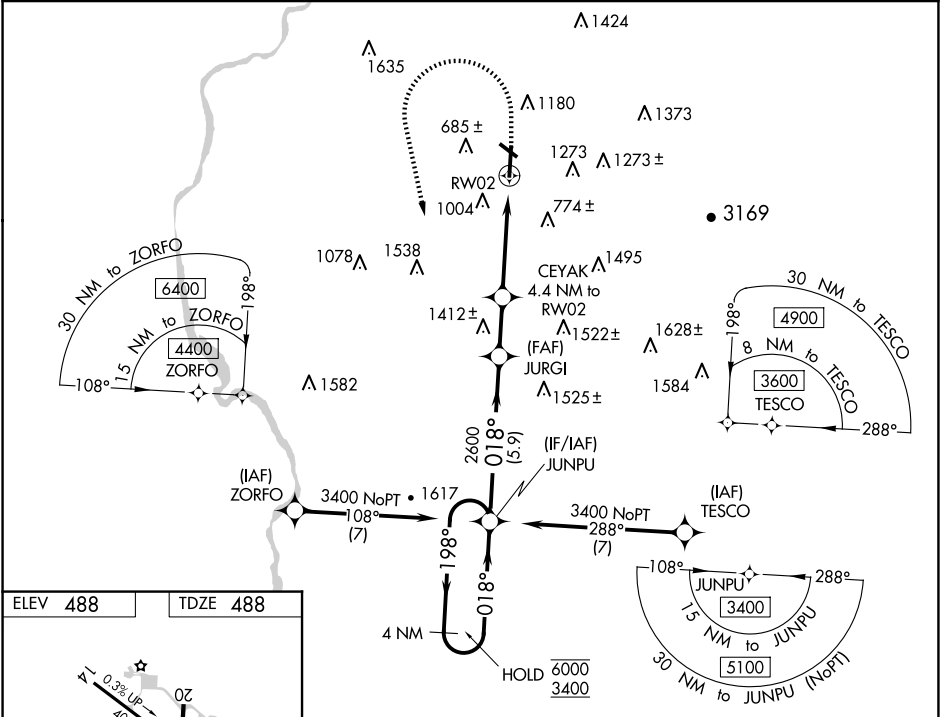 1424
1635
1180
1373
685 ±
1273
1273 ±
RW02
1004
774 ±
3169
1078
1538
1495
CEYAK
4.4 NM to
RW02
30 NM to ZORFO
6400
198°
15 NM to ZORFO
4400
ZORFO
108°
1412 ±
1522 ±
1628 ±
(FAF)
JURGI
1582
1525 ±
1584
30 NM to TESCO
4900
198°
8 NM to TESCO
3600
TESCO
288°
2600
018°
(5.9)
(IF/IAF)
JUNPU
(IAF)
ZORFO
3400 NoPT
108°
(7)
1617
3400 NoPT
288°
(7)
(IAF)
TESCO
198°
018°
4 NM
HOLD
6000
3400
108°
JUNPU
288°
3400
15 NM to JUNPU
5100
30 NM to JUNPU (NoPT)
ELEV 488
TDZE 488
14
0.3% UP
20